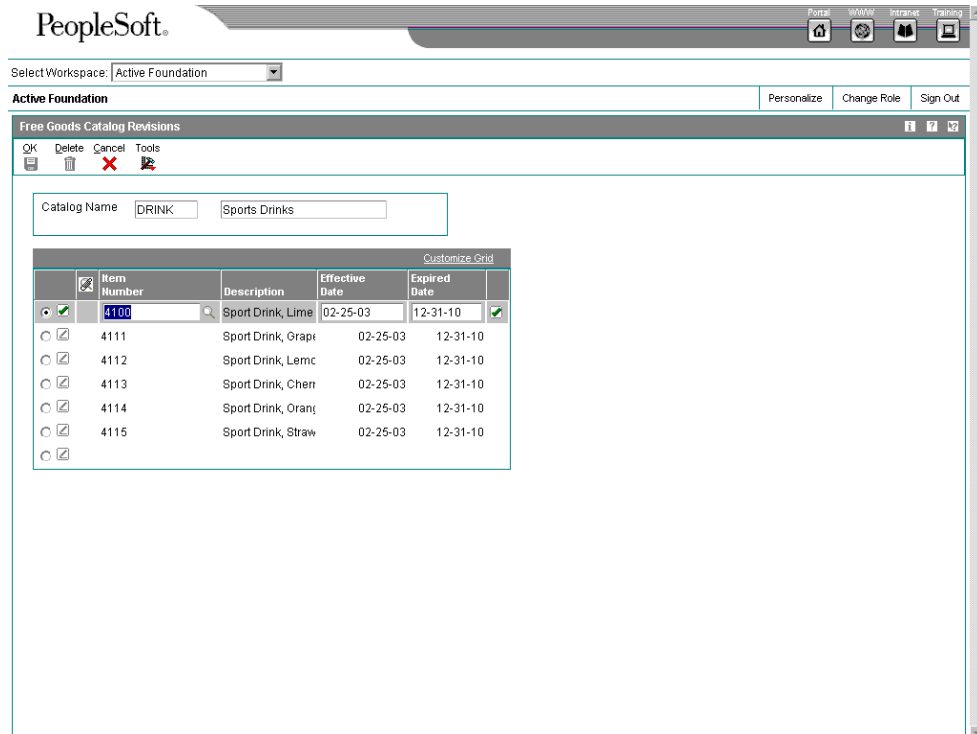 Portal WWW Intranet Training
PeopleSoft®
Select Workspace: Active Foundation
Active Foundation Personalize Change Role Sign Out
Free Goods Catalog Revisions
OK Delete Cancel Tools
Catalog Name DRINK Sports Drinks
Customize Grid
Item Number Description Effective Date Expired Date
4100 Sport Drink, Lime 02-25-03 12-31-10
4111 Sport Drink, Grape 02-25-03 12-31-10
4112 Sport Drink, Lemo 02-25-03 12-31-10
4113 Sport Drink, Cherr 02-25-03 12-31-10
4114 Sport Drink, Orang 02-25-03 12-31-10
4115 Sport Drink, Straw 02-25-03 12-31-10